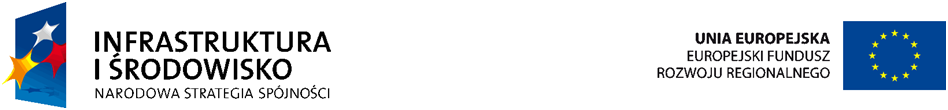 INFRASTRUKTURA
I ŚRODOWISKO
NARODOWA STRATEGIA SPÓJNOŚCI
UNIA EUROPEJSKA
EUROPEJSKI FUNDUSZ
ROZWOJU REGIONALNEGO